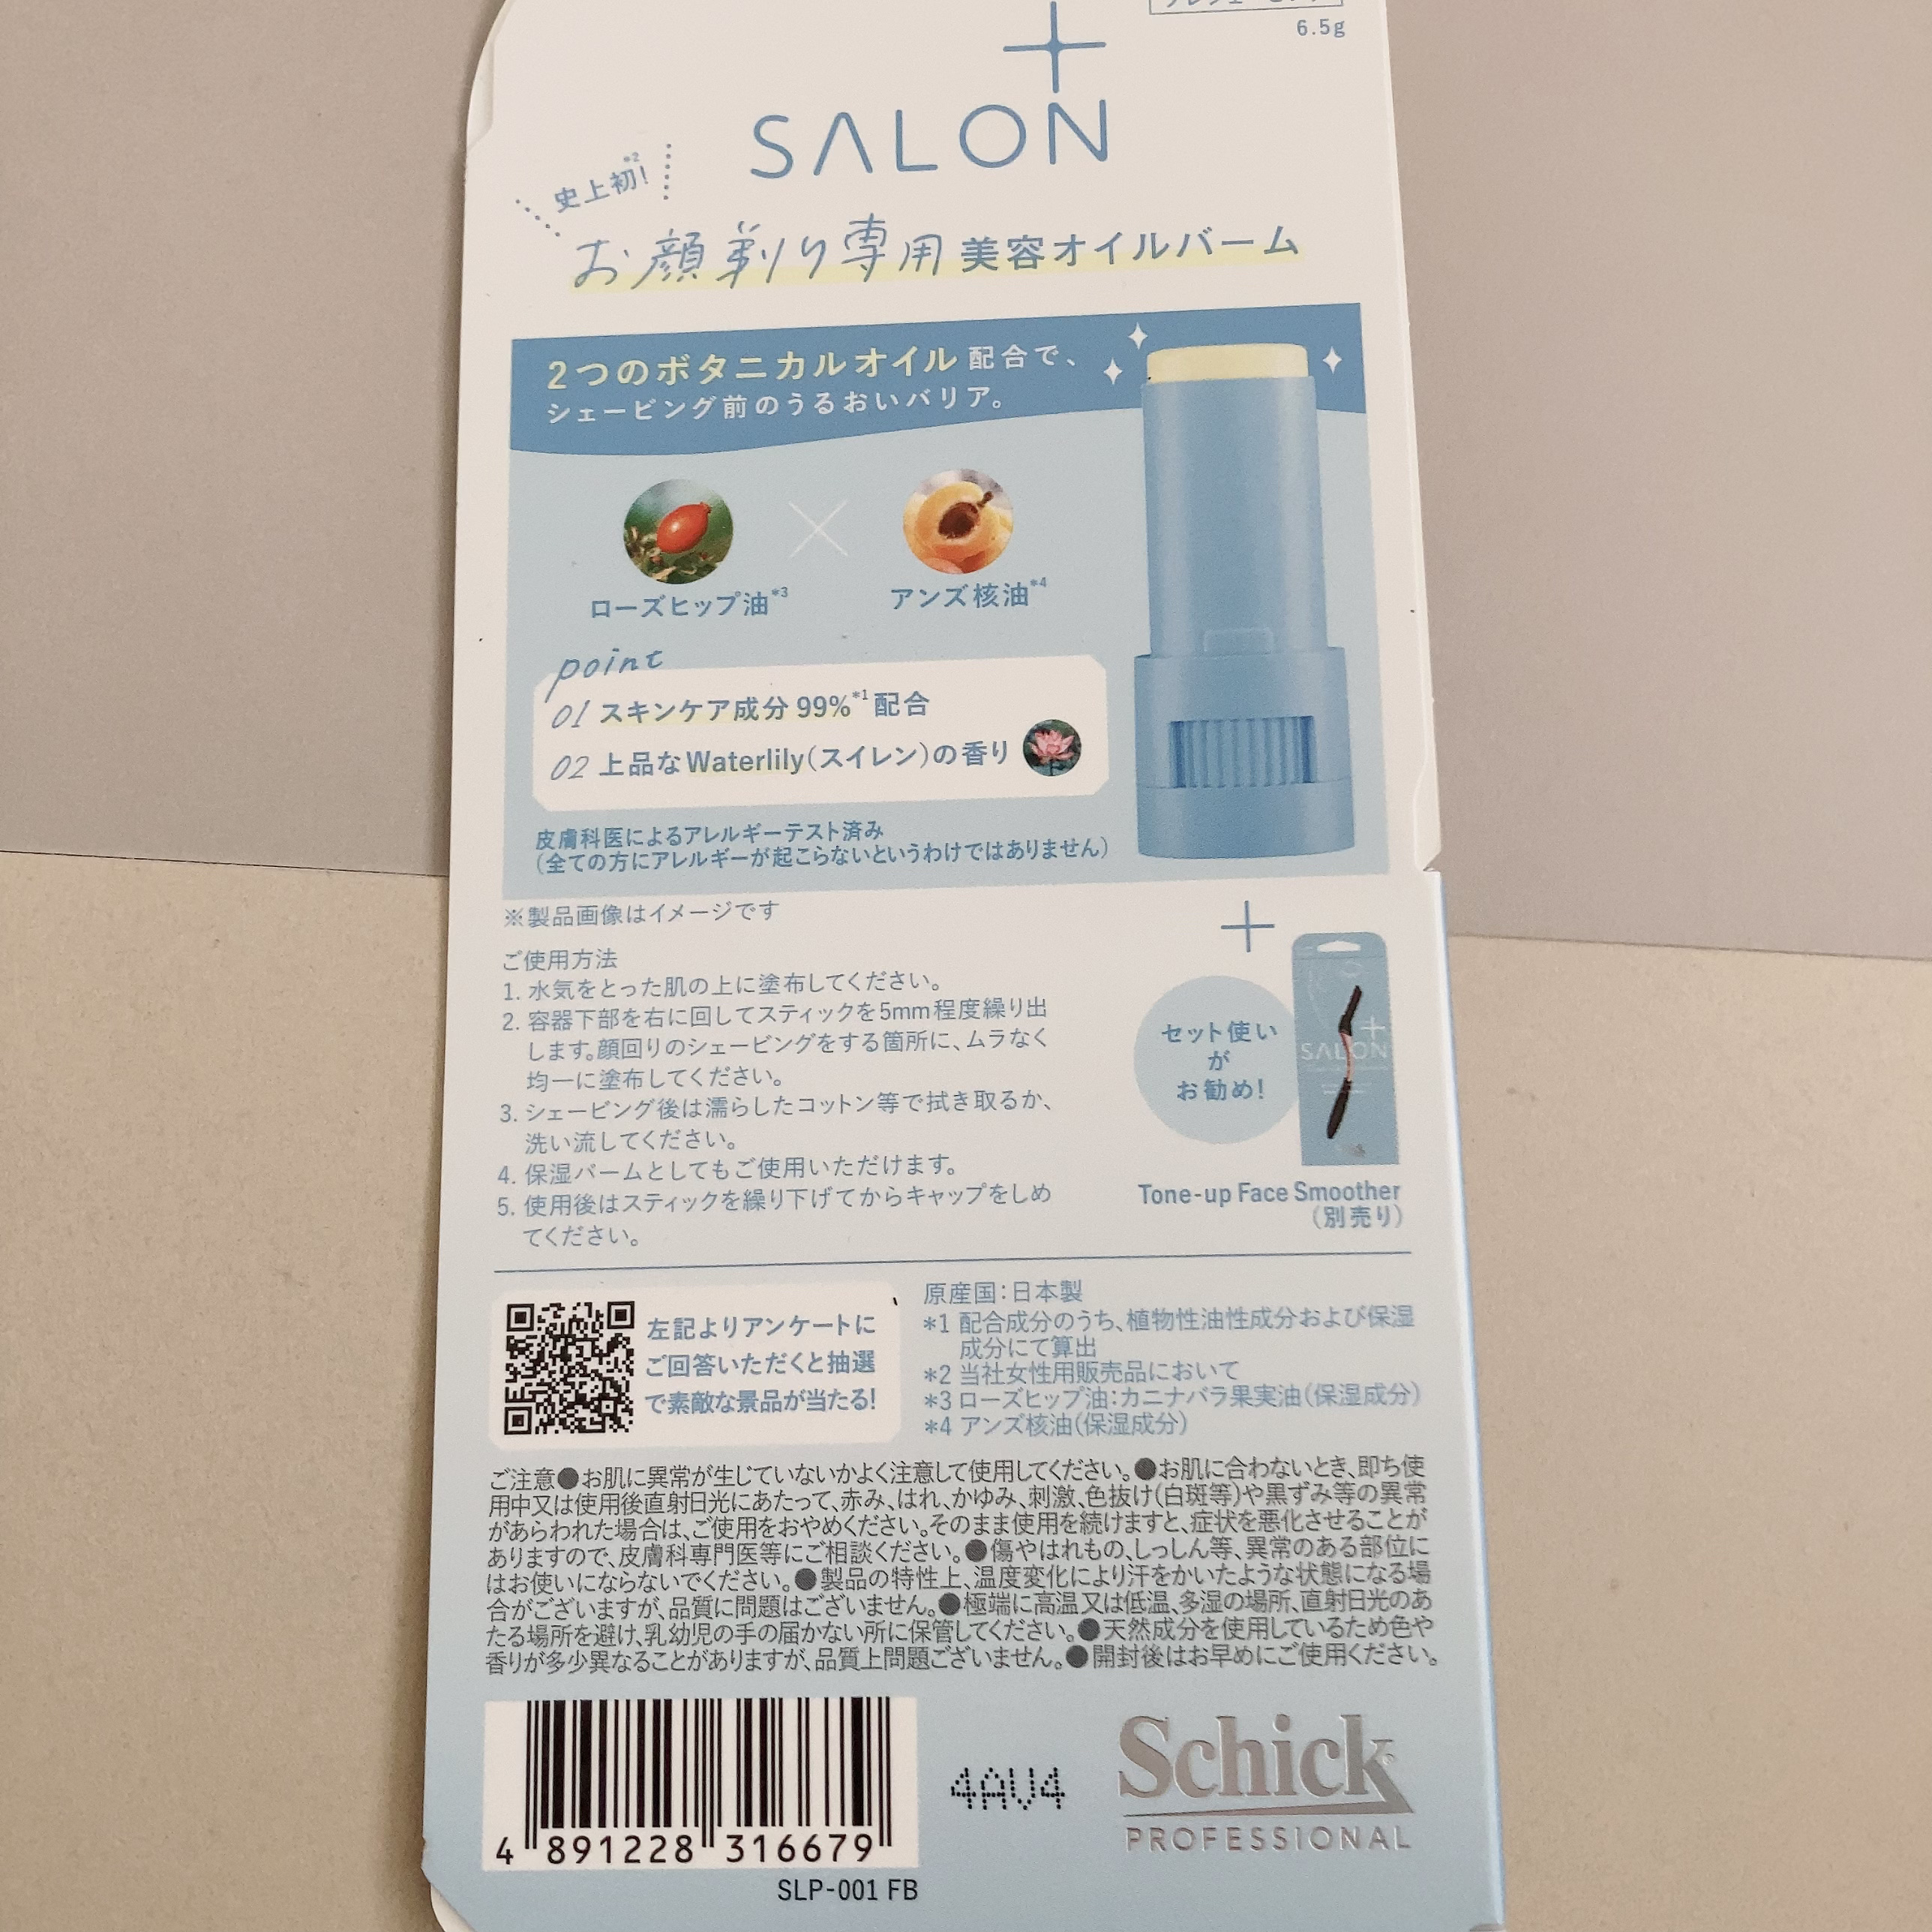 6.5g
SALON
史上初!*2
お顔剃り専用美容オイルバーム
2つのボタニカルオイル配合で、
シェービング前のうるおいバリア。
ローズヒップ油*3
アンズ核油*4
point
01 スキンケア成分99%*1配合
02 上品なWaterlily(スイレン)の香り
皮膚科医によるアレルギーテスト済み
(全ての方にアレルギーが起こらないというわけではありません)
※製品画像はイメージです
ご使用方法
1. 水気をとった肌の上に塗布してください。
2. 容器下部を右に回してスティックを5mm程度繰り出
します。顔回りのシェービングをする箇所に、ムラなく
均一に塗布してください。
3. シェービング後は濡らしたコットン等で拭き取るか、
洗い流してください。
4. 保湿バームとしてもご使用いただけます。
5. 使用後はスティックを繰り下げてからキャップをしめ
てください。
セット使い
が
お勧め!
SALON
Tone-up Face Smoother
(別売り)
左記よりアンケートに
ご回答いただくと抽選
で素敵な景品が当たる!
原産国:日本製
*1 配合成分のうち、植物性油性成分および保湿
成分にて算出
*2 当社女性用販売品において
*3 ローズヒップ油:カニナバラ果実油(保湿成分)
*4 アンズ核油(保湿成分)
ご注意●お肌に異常が生じていないかよく注意して使用してください。●お肌に合わないとき、即ち使
用中又は使用後直射日光にあたって、赤み、はれ、かゆみ、刺激、色抜け(白斑等)や黒ずみ等の異常
があらわれた場合は、ご使用をおやめください。そのまま使用を続けますと、症状を悪化させることが
ありますので、皮膚科専門医等にご相談ください。●傷やはれもの、しっしん等、異常のある部位に
はお使いにならないでください。●製品の特性上、温度変化により汗をかいたような状態になる場
合がございますが、品質に問題はございません。●極端に高温又は低温、多湿の場所、直射日光のあ
たる場所を避け、乳幼児の手の届かない所に保管してください。●天然成分を使用しているため色や
香りが多少異なることがありますが、品質上問題ございません。●開封後はお早めにご使用ください。
4 891228 316679
4AV4
Schick
PROFESSIONAL
SLP-001 FB